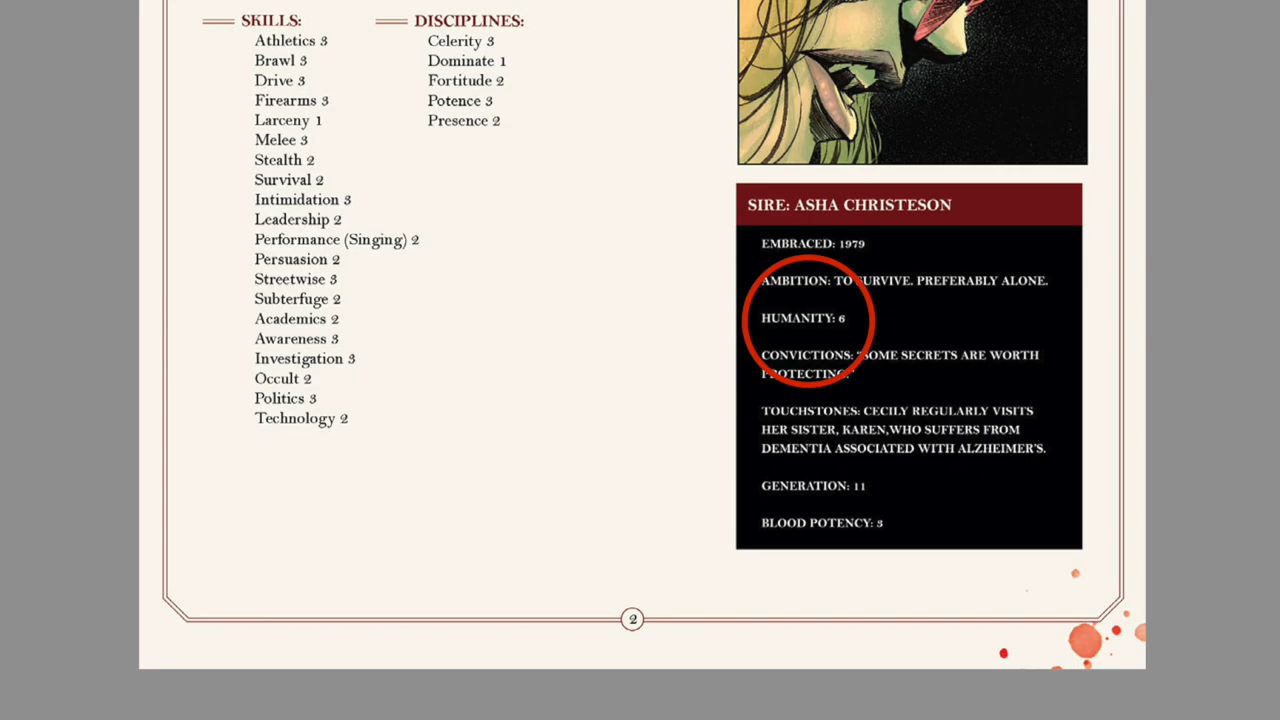 SKILLS:
Athletics 3
Brawl 3
Drive 3
Firearms 3
Larceny 1
Melee 3
Stealth 2
Survival 2
Intimidation 3
Leadership 2
Performance (Singing) 2
Persuasion 2
Streetwise 3
Subterfuge 2
Academics 2
Awareness 3
Investigation 3
Occult 2
Politics 3
Technology 2
DISCIPLINES:
Celerity 3
Dominate 1
Fortitude 2
Potence 3
Presence 2
SIRE: ASHA CHRISTESON
EMBRACED: 1979
AMBITION: TO SURVIVE. PREFERABLY ALONE.
HUMANITY: 6
CONVICTIONS: "SOME SECRETS ARE WORTH
PROTECTING."
TOUCHSTONES: CECILY REGULARLY VISITS
HER SISTER, KAREN,WHO SUFFERS FROM
DEMENTIA ASSOCIATED WITH ALZHEIMER'S.
GENERATION: 11
BLOOD POTENCY: 3
2